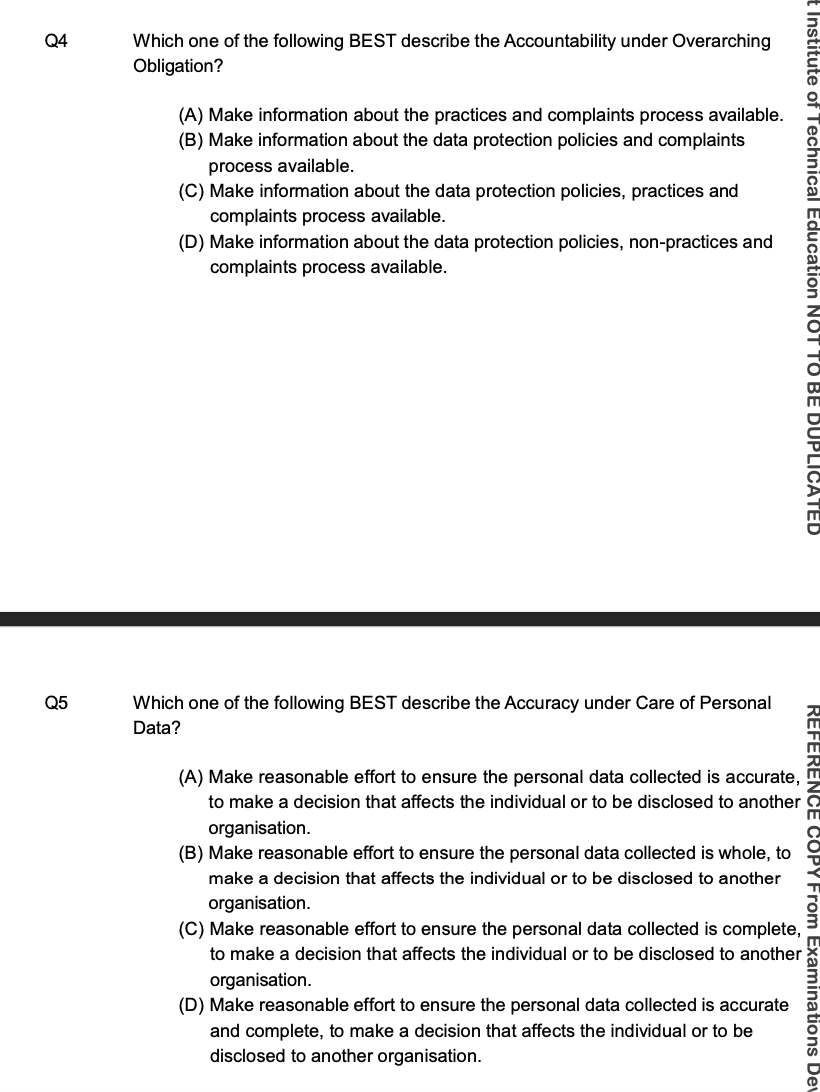 Q4 Which one of the following BEST describe the Accountability under Overarching
Obligation?
(A) Make information about the practices and complaints process available.
(B) Make information about the data protection policies and complaints
process available.
(C) Make information about the data protection policies, practices and
complaints process available.
(D) Make information about the data protection policies, non-practices and
complaints process available.
t Institute of Technical Education NOT TO BE DUPLICATED
Q5 Which one of the following BEST describe the Accuracy under Care of Personal
Data?
(A) Make reasonable effort to ensure the personal data collected is accurate,
to make a decision that affects the individual or to be disclosed to another
organisation.
(B) Make reasonable effort to ensure the personal data collected is whole, to
make a decision that affects the individual or to be disclosed to another
organisation.
(C) Make reasonable effort to ensure the personal data collected is complete,
to make a decision that affects the individual or to be disclosed to another
organisation.
(D) Make reasonable effort to ensure the personal data collected is accurate
and complete, to make a decision that affects the individual or to be
disclosed to another organisation.
REFERENCE COPY From Examinations Dev